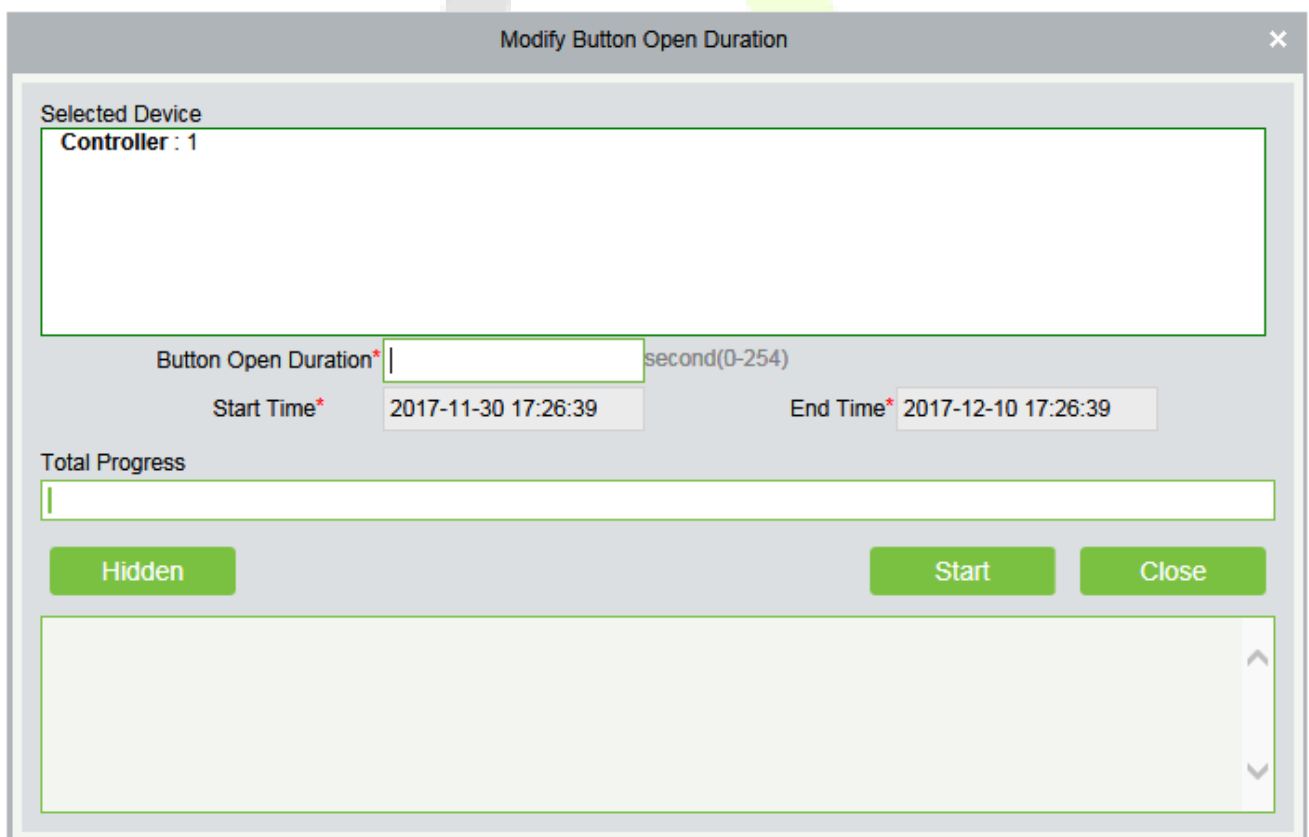 Modify Button Open Duration ×
Selected Device
Controller : 1
Button Open Duration* second(0-254)
Start Time* 2017-11-30 17:26:39 End Time* 2017-12-10 17:26:39
Total Progress
Hidden Start Close